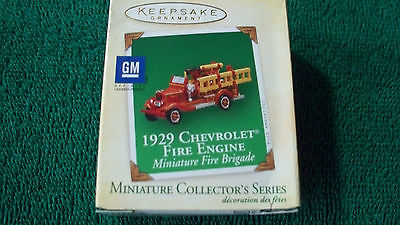 KEEPSAKE
ORNAMENT
GM
1929 CHEVROLET®
FIRE ENGINE
Miniature Fire Brigade
MINIATURE COLLECTOR'S SERIES
décoration des fêtes